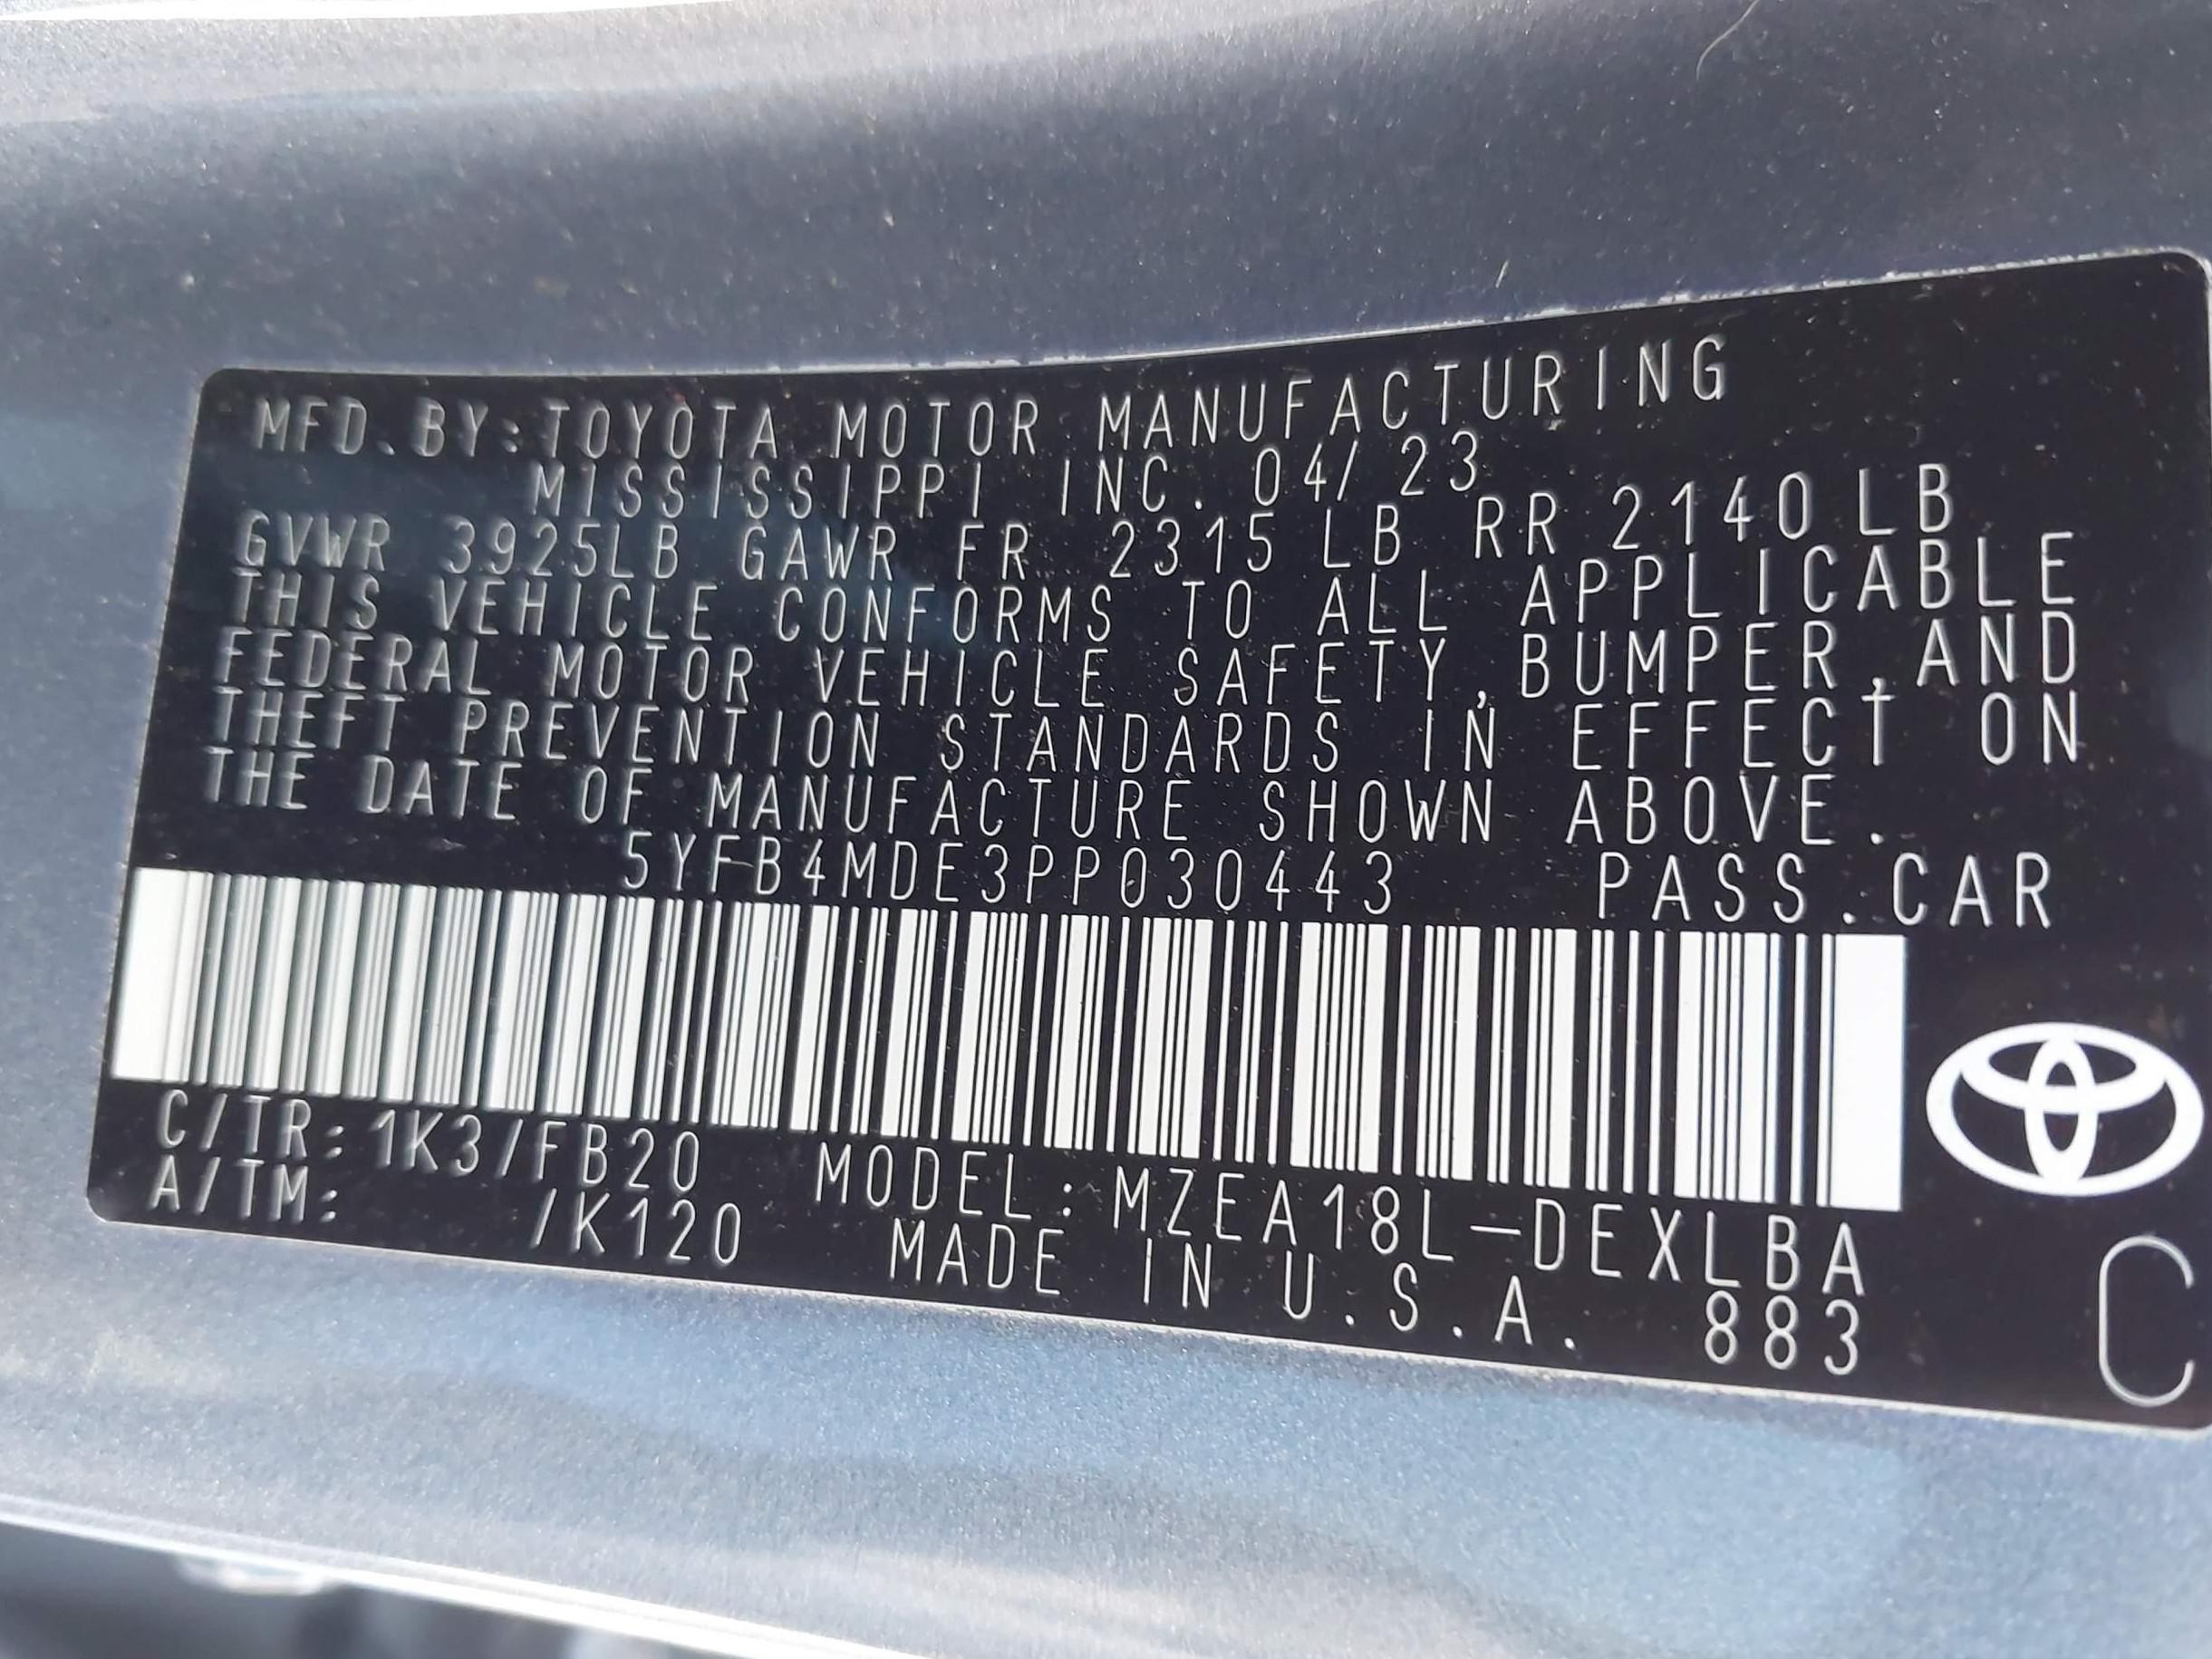 MFD.BY:TOYOTA MOTOR MANUFACTURING
MISSISSIPPI INC. 04/23
GVWR 3925LB GAWR FR 2315 LB RR 2140 LB
THIS VEHICLE CONFORMS TO ALL APPLICABLE
FEDERAL MOTOR VEHICLE SAFETY,BUMPER,AND
THEFT PREVENTION STANDARDS IN EFFECT ON
THE DATE OF MANUFACTURE SHOWN ABOVE.
5YFB4MDE3PP030443 PASS.CAR
C/TR:1K3/FB20 MODEL:MZEA18L-DEXLBA
A/TM: /K120 MADE IN U.S.A. 883
C